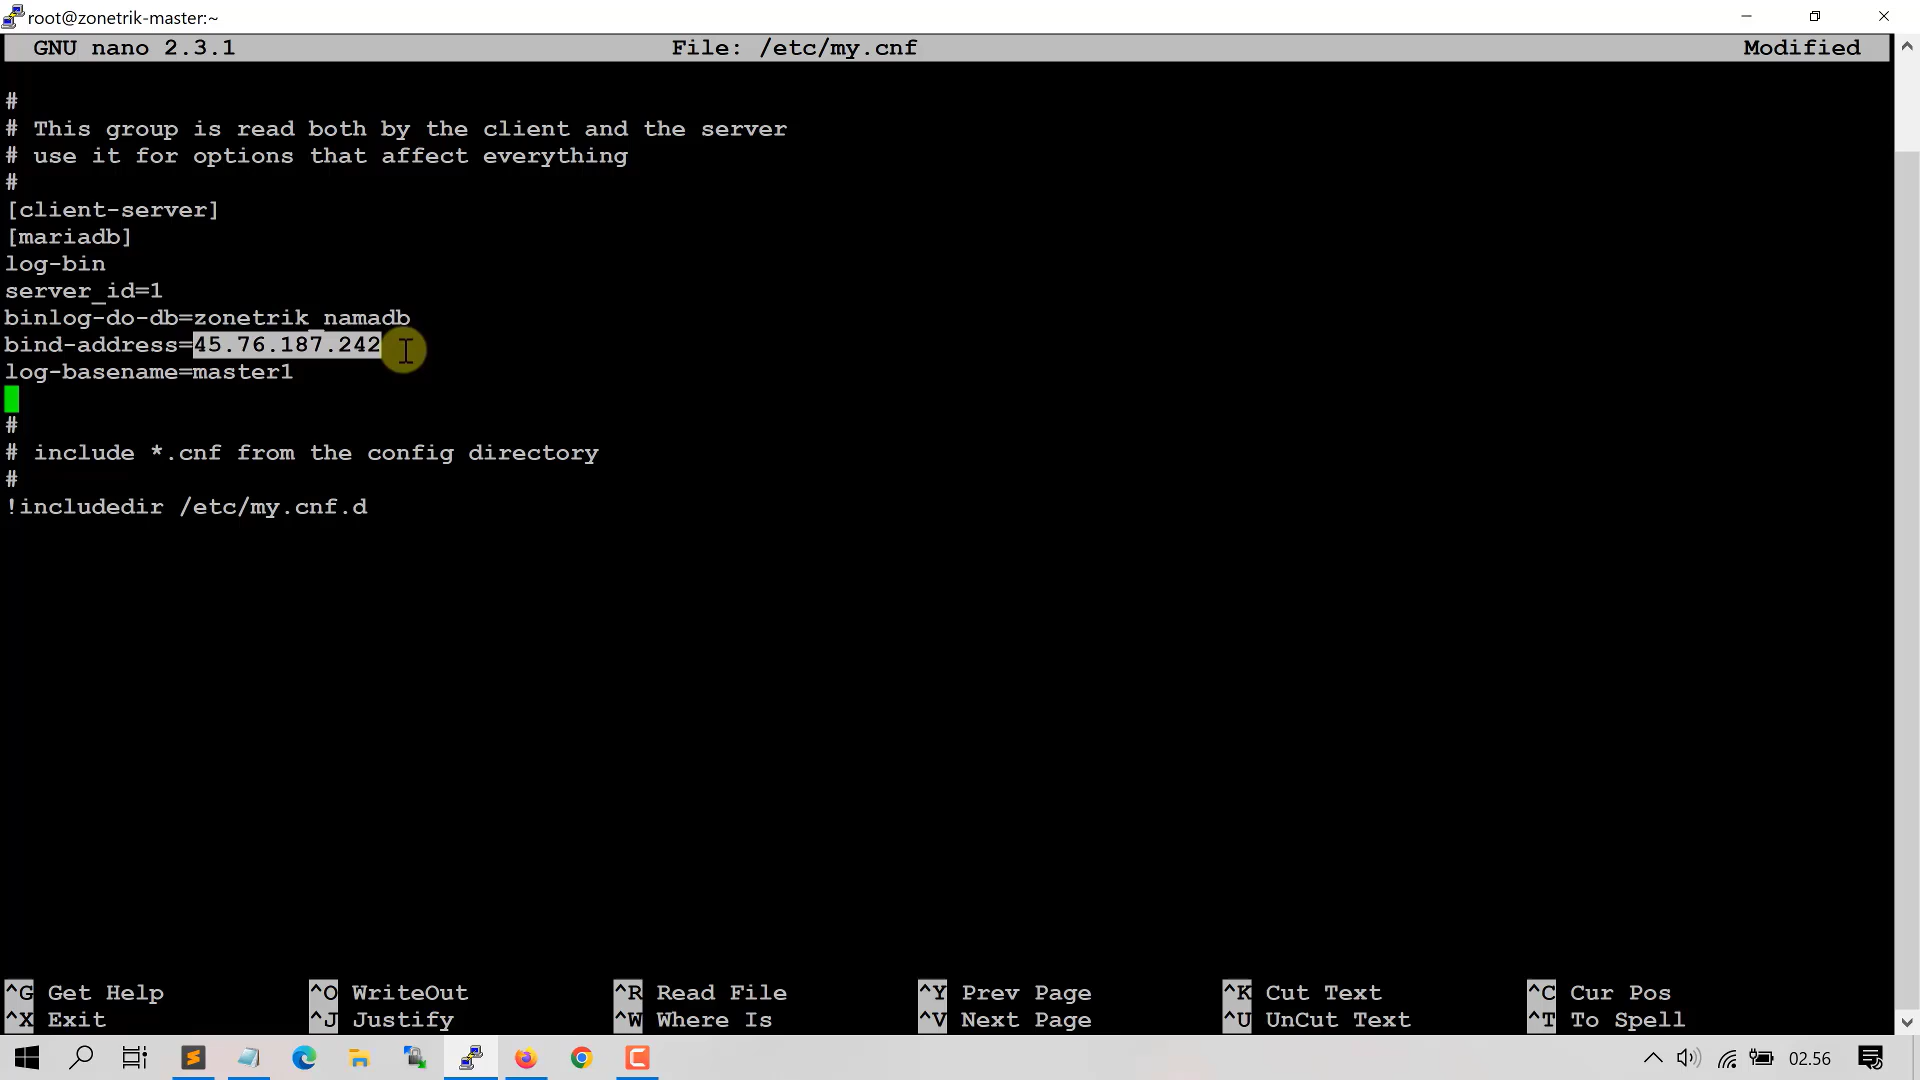 root@zonetrik-master:~
GNU nano 2.3.1 File: /etc/my.cnf Modified
#
# This group is read both by the client and the server
# use it for options that affect everything
#
[client-server]
[mariadb]
log-bin
server_id=1
binlog-do-db=zonetrik_namadb
bind-address=45.76.187.242
log-basename=master1
#
# include *.cnf from the config directory
#
!includedir /etc/my.cnf.d
^G Get Help ^O WriteOut ^R Read File ^Y Prev Page ^K Cut Text ^C Cur Pos
^X Exit ^J Justify ^W Where Is ^V Next Page ^U UnCut Text ^T To Spell
02.56